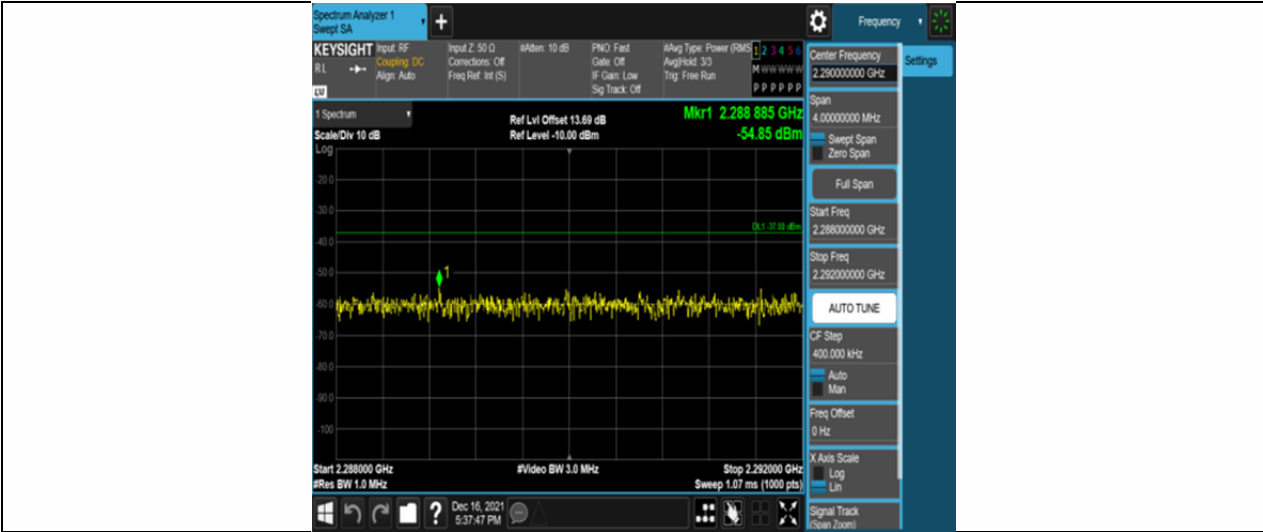 Spectrum Analyzer 1
Swept SA
Frequency
KEYSIGHT
Input: RF
Coupling: DC
Align: Auto
Input Z: 50 Ω
Corrections: Off
Freq Ref: Int (S)
#Atten: 10 dB
PNO: Fast
Gate: Off
IF Gain: Low
Sig Track: Off
#Avg Type: Power (RMS
Avg|Hold: 3/3
Trig: Free Run
1 2 3 4 5 6
M W W W W W
P P P P P P
R L
LV
1 Spectrum
Scale/Div 10 dB
Ref Lvl Offset 13.69 dB
Ref Level -10.00 dBm
Mkr1 2.288 885 GHz
-54.85 dBm
Log
-20.0
-30.0
DL1 -37.00 dBm
-40.0
1
-50.0
-60.0
-70.0
-80.0
-90.0
-100
Start 2.288000 GHz
#Res BW 1.0 MHz
#Video BW 3.0 MHz
Stop 2.292000 GHz
Sweep 1.07 ms (1000 pts)
Dec 16, 2021
5:37:47 PM
Center Frequency
2.290000000 GHz
Settings
Span
4.00000000 MHz
Swept Span
Zero Span
Full Span
Start Freq
2.288000000 GHz
Stop Freq
2.292000000 GHz
AUTO TUNE
CF Step
400.000 kHz
Auto
Man
Freq Offset
0 Hz
X Axis Scale
Log
Lin
Signal Track
(Span Zoom)